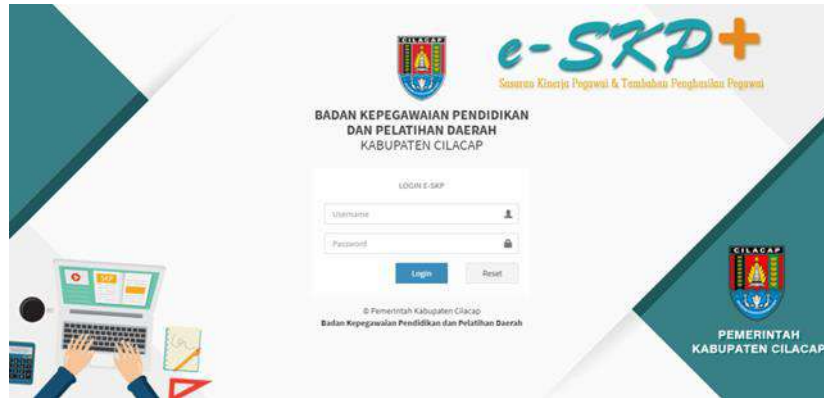 CILACAP
e-SKP+
Sasaran Kinerja Pegawai & Tambahan Penghasilan Pegawai
BADAN KEPEGAWAIAN PENDIDIKAN
DAN PELATIHAN DAERAH
KABUPATEN CILACAP
LOGIN E-SKP
Username
Password
Login
Reset
© Pemerintah Kabupaten Cilacap
Badan Kepegawaian Pendidikan dan Pelatihan Daerah
SKP
CILACAP
PEMERINTAH
KABUPATEN CILACAP